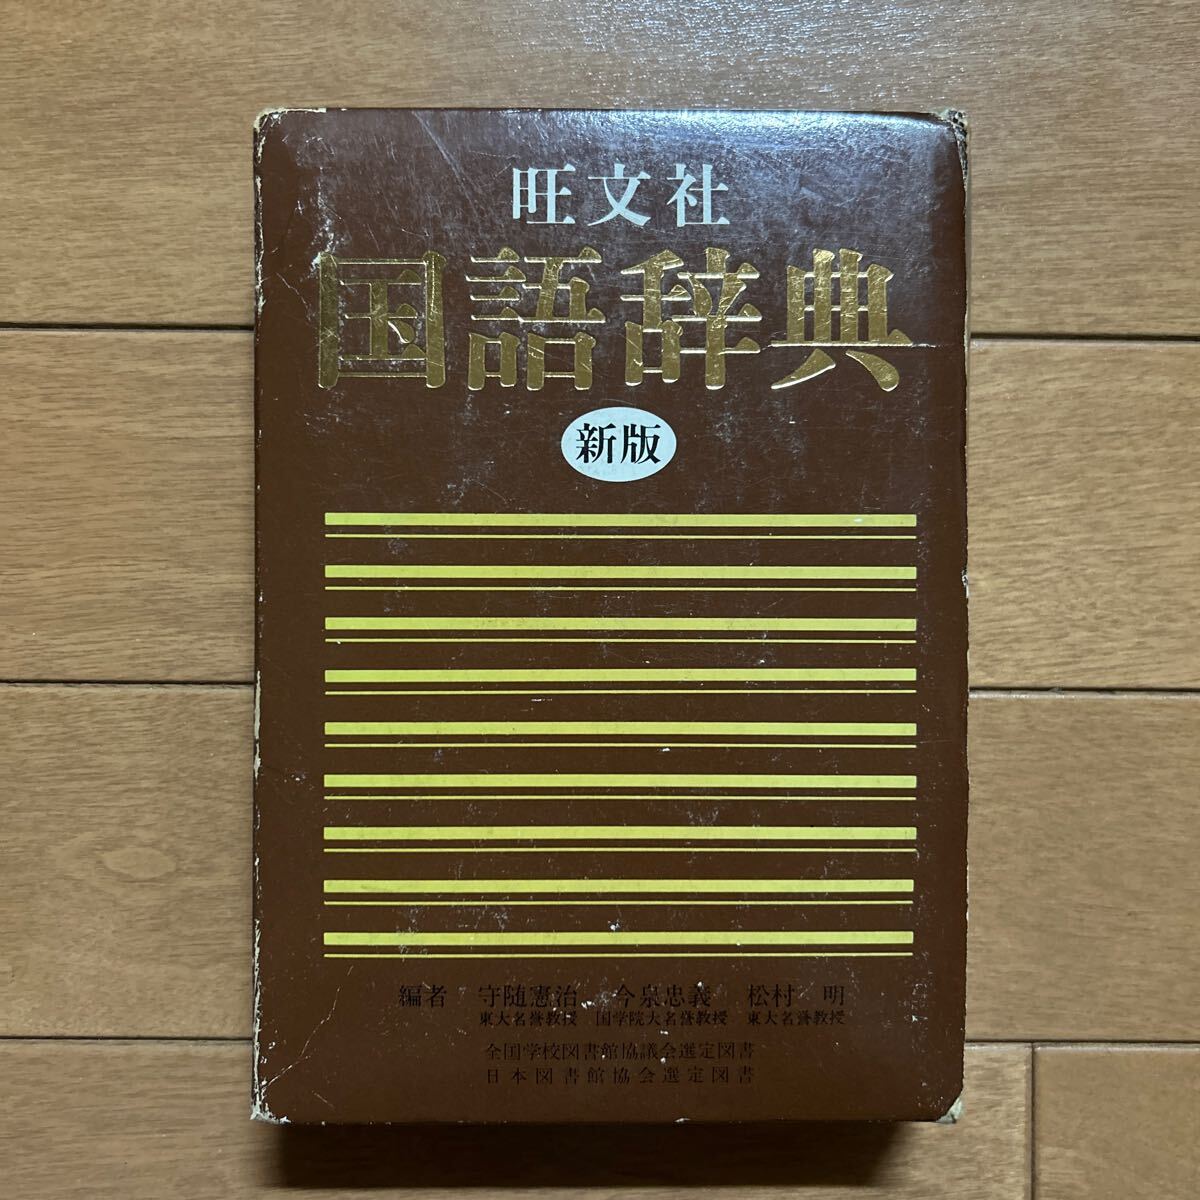 旺文社
国語辞典
新版
編者 守随憲治 今泉忠義 松村 明
東大名誉教授 国学院大名誉教授 東大名誉教授
全国学校図書館協議会選定図書
日本図書館協会選定図書